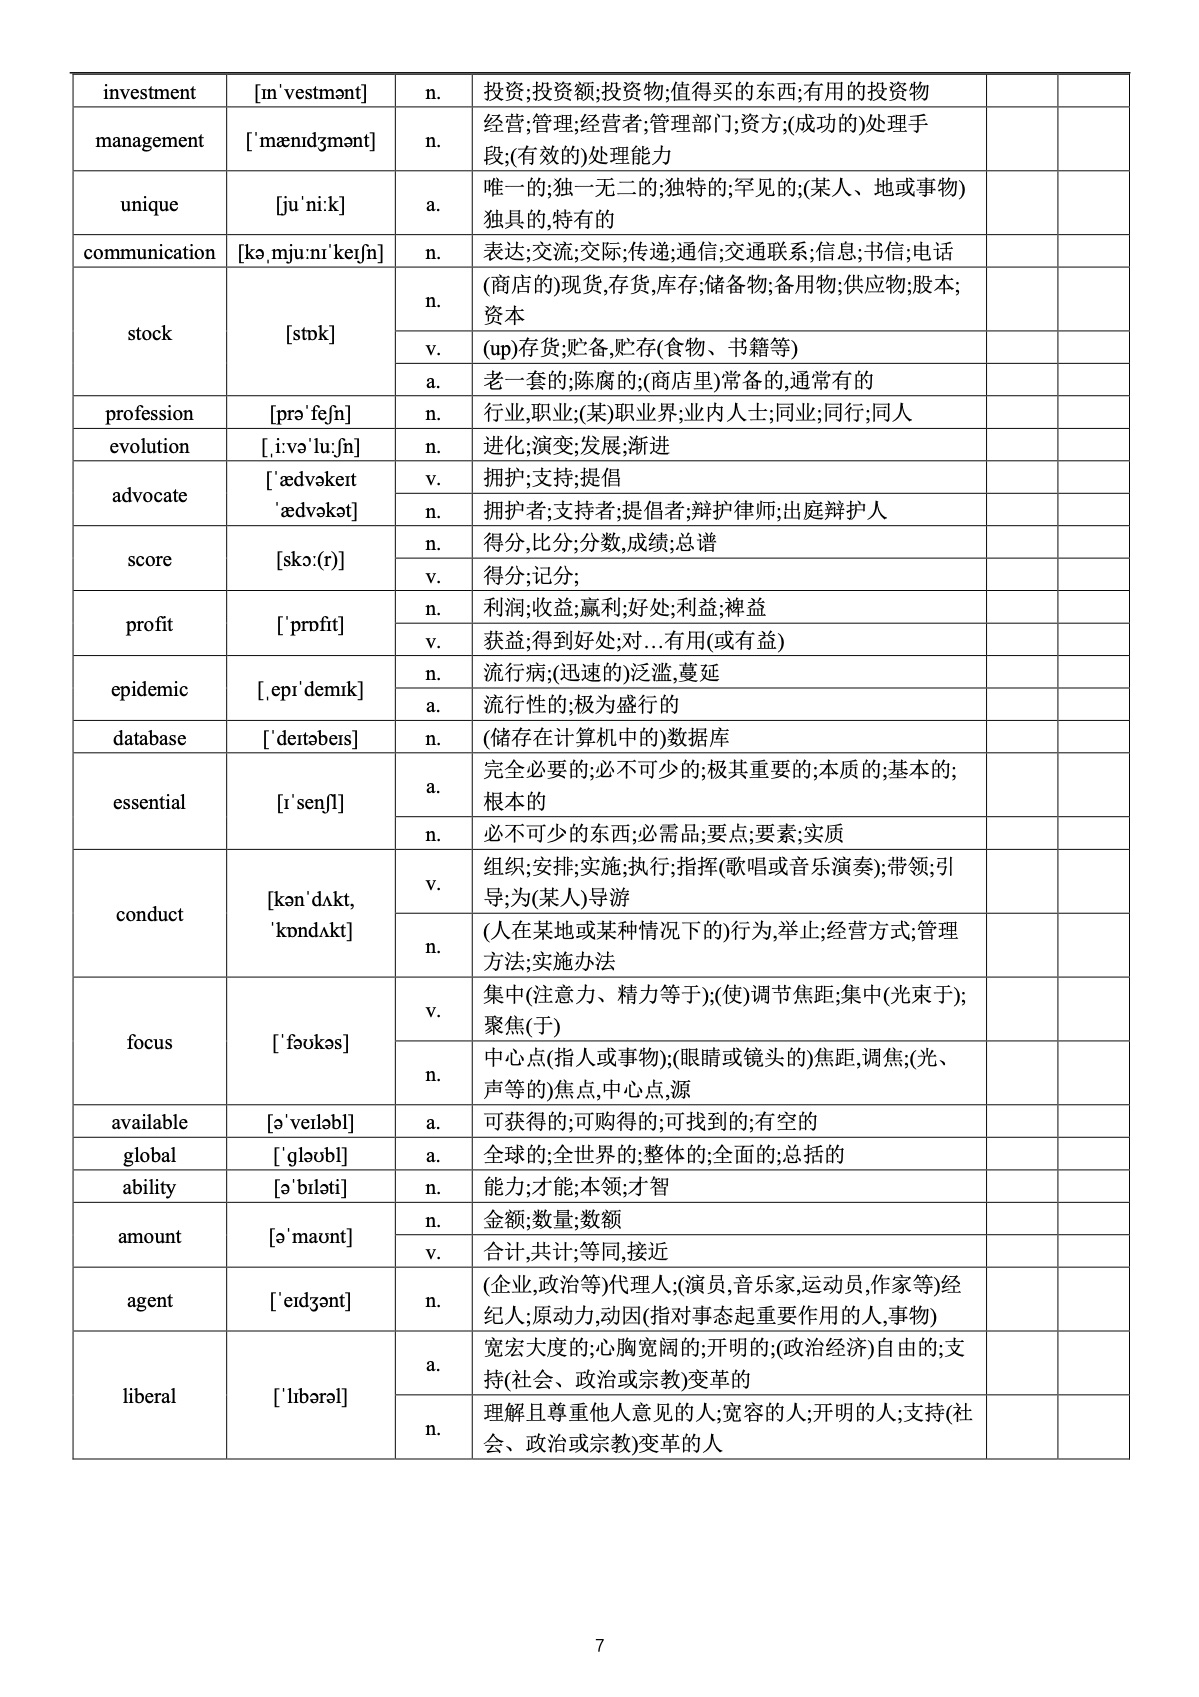 investment [ɪnˈvestmənt] n. 投资;投资额;投资物;值得买的东西;有用的投资物
management [ˈmænɪdʒmənt] n. 经营;管理;经营者;管理部门;资方;(成功的)处理手
段;(有效的)处理能力
unique [juˈniːk] a. 唯一的;独一无二的;独特的;罕见的;(某人、地或事物)
独具的,特有的
communication [kəˌmjuːnɪˈkeɪʃn] n. 表达;交流;交际;传递;通信;交通联系;信息;书信;电话
stock [stɒk] n. (商店的)现货,存货,库存;储备物;备用物;供应物;股本;
资本
v. (up)存货;贮备,贮存(食物、书籍等)
a. 老一套的;陈腐的;(商店里)常备的,通常有的
profession [prəˈfeʃn] n. 行业,职业;(某)职业界;业内人士;同业;同行;同人
evolution [ˌiːvəˈluːʃn] n. 进化;演变;发展;渐进
advocate [ˈædvəkeɪt v. 拥护;支持;提倡
ˈædvəkət] n. 拥护者;支持者;提倡者;辩护律师;出庭辩护人
score [skɔː(r)] n. 得分,比分;分数,成绩;总谱
v. 得分;记分;
profit [ˈprɒfɪt] n. 利润;收益;赢利;好处;利益;裨益
v. 获益;得到好处;对…有用(或有益)
epidemic [ˌepɪˈdemɪk] n. 流行病;(迅速的)泛滥,蔓延
a. 流行性的;极为盛行的
database [ˈdeɪtəbeɪs] n. (储存在计算机中的)数据库
essential [ɪˈsenʃl] a. 完全必要的;必不可少的;极其重要的;本质的;基本的;
根本的
n. 必不可少的东西;必需品;要点;要素;实质
conduct [kənˈdʌkt, v. 组织;安排;实施;执行;指挥(歌唱或音乐演奏);带领;引
导;为(某人)导游
ˈkɒndʌkt] n. (人在某地或某种情况下的)行为,举止;经营方式;管理
方法;实施办法
focus [ˈfəʊkəs] v. 集中(注意力、精力等于);(使)调节焦距;集中(光束于);
聚焦(于)
n. 中心点(指人或事物);(眼睛或镜头的)焦距,调焦;(光、
声等的)焦点,中心点,源
available [əˈveɪləbl] a. 可获得的;可购得的;可找到的;有空的
global [ˈɡləʊbl] a. 全球的;全世界的;整体的;全面的;总括的
ability [əˈbɪləti] n. 能力;才能;本领;才智
amount [əˈmaʊnt] n. 金额;数量;数额
v. 合计,共计;等同,接近
agent [ˈeɪdʒənt] n. (企业,政治等)代理人;(演员,音乐家,运动员,作家等)经
纪人;原动力,动因(指对事态起重要作用的人,事物)
liberal [ˈlɪbərəl] a. 宽宏大度的;心胸宽阔的;开明的;(政治经济)自由的;支
持(社会、政治或宗教)变革的
n. 理解且尊重他人意见的人;宽容的人;开明的人;支持(社
会、政治或宗教)变革的人
7